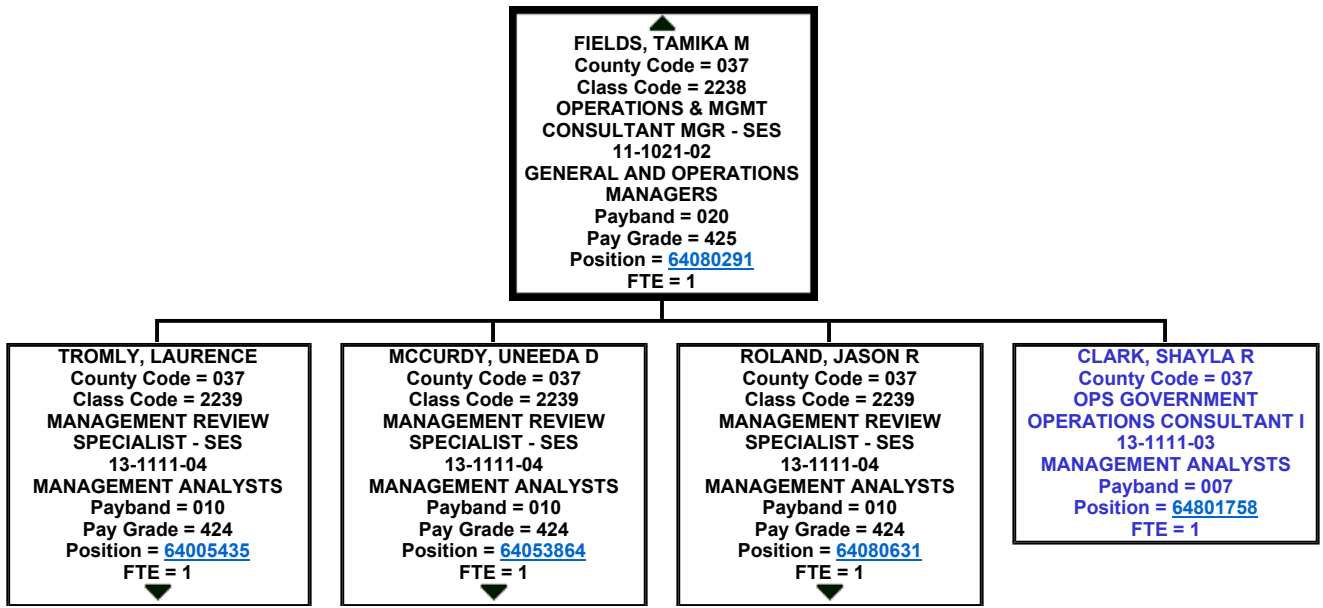 FIELDS, TAMIKA M
County Code = 037
Class Code = 2238
OPERATIONS & MGMT
CONSULTANT MGR - SES
11-1021-02
GENERAL AND OPERATIONS
MANAGERS
Payband = 020
Pay Grade = 425
Position = 64080291
FTE = 1
TROMLY, LAURENCE
County Code = 037
Class Code = 2239
MANAGEMENT REVIEW
SPECIALIST - SES
13-1111-04
MANAGEMENT ANALYSTS
Payband = 010
Pay Grade = 424
Position = 64005435
FTE = 1
MCCURDY, UNEEDA D
County Code = 037
Class Code = 2239
MANAGEMENT REVIEW
SPECIALIST - SES
13-1111-04
MANAGEMENT ANALYSTS
Payband = 010
Pay Grade = 424
Position = 64053864
FTE = 1
ROLAND, JASON R
County Code = 037
Class Code = 2239
MANAGEMENT REVIEW
SPECIALIST - SES
13-1111-04
MANAGEMENT ANALYSTS
Payband = 010
Pay Grade = 424
Position = 64080631
FTE = 1
CLARK, SHAYLA R
County Code = 037
OPS GOVERNMENT
OPERATIONS CONSULTANT I
13-1111-03
MANAGEMENT ANALYSTS
Payband = 007
Position = 64801758
FTE = 1